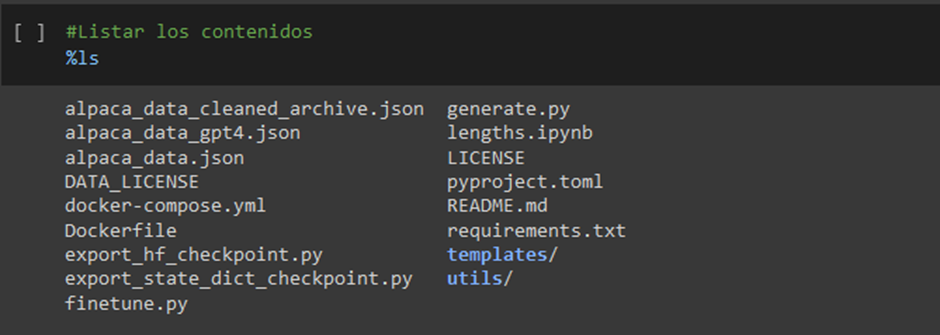 [ ] #Listar los contenidos
%ls
alpaca_data_cleaned_archive.json generate.py
alpaca_data_gpt4.json lengths.ipynb
alpaca_data.json LICENSE
DATA_LICENSE pyproject.toml
docker-compose.yml README.md
Dockerfile requirements.txt
export_hf_checkpoint.py templates/
export_state_dict_checkpoint.py utils/
finetune.py